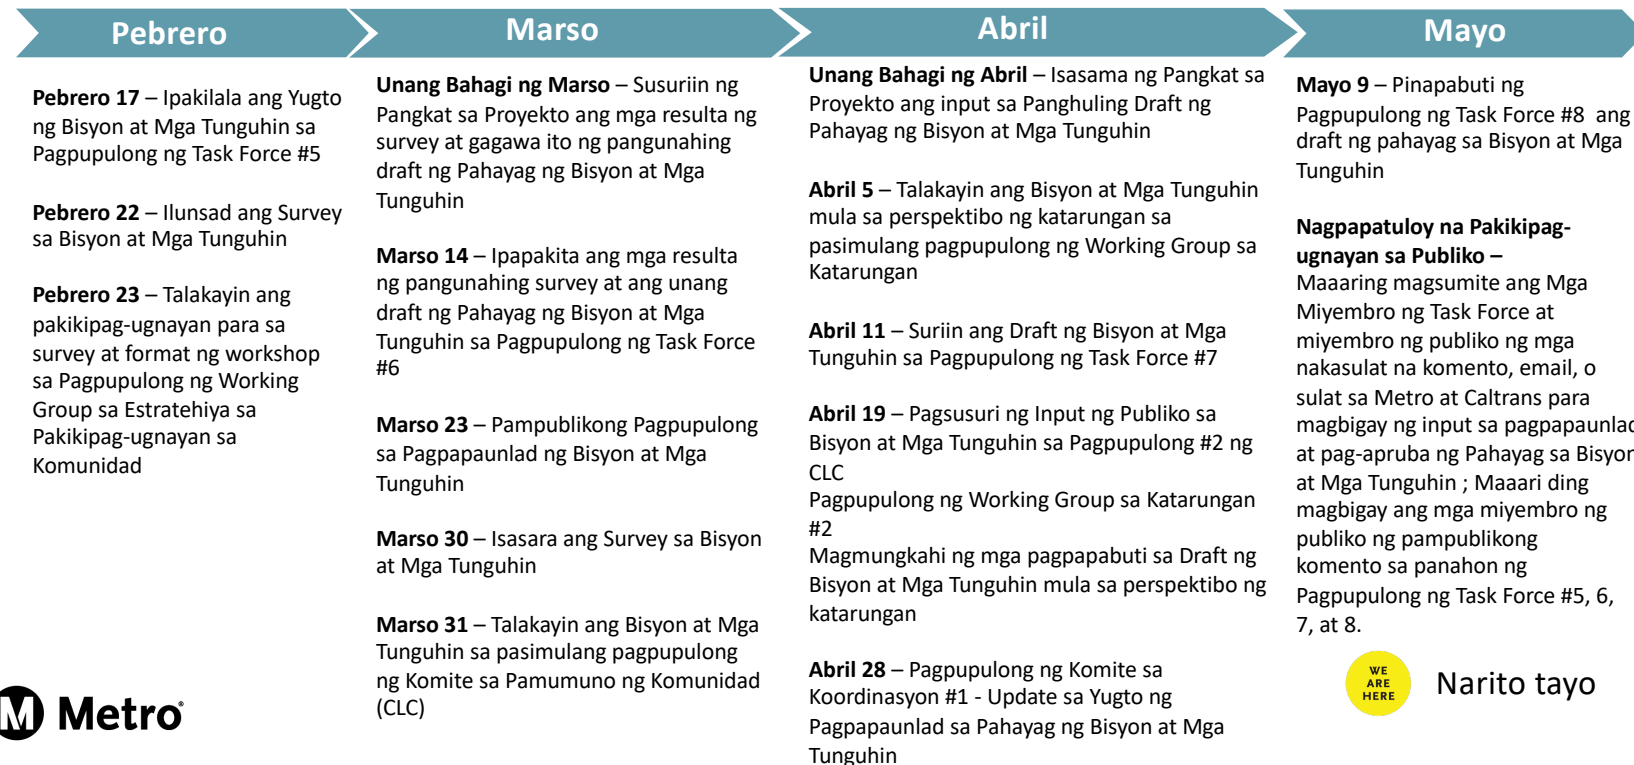 Pebrero
Marso
Abril
Mayo
Pebrero 17 – Ipakilala ang Yugto
ng Bisyon at Mga Tunguhin sa
Pagpupulong ng Task Force #5
Pebrero 22 – Ilunsad ang Survey
sa Bisyon at Mga Tunguhin
Pebrero 23 – Talakayin ang
pakikipag-ugnayan para sa
survey at format ng workshop
sa Pagpupulong ng Working
Group sa Estratehiya sa
Pakikipag-ugnayan sa
Komunidad
Unang Bahagi ng Marso – Susuriin ng
Pangkat sa Proyekto ang mga resulta ng
survey at gagawa ito ng pangunahing
draft ng Pahayag ng Bisyon at Mga
Tunguhin
Marso 14 – Ipapakita ang mga resulta
ng pangunahing survey at ang unang
draft ng Pahayag ng Bisyon at Mga
Tunguhin sa Pagpupulong ng Task Force
#6
Marso 23 – Pampublikong Pagpupulong
sa Pagpapaunlad ng Bisyon at Mga
Tunguhin
Marso 30 – Isasara ang Survey sa Bisyon
at Mga Tunguhin
Marso 31 – Talakayin ang Bisyon at Mga
Tunguhin sa pasimulang pagpupulong
ng Komite sa Pamumuno ng Komunidad
(CLC)
Unang Bahagi ng Abril – Isasama ng Pangkat sa
Proyekto ang input sa Panghuling Draft ng
Pahayag ng Bisyon at Mga Tunguhin
Abril 5 – Talakayin ang Bisyon at Mga Tunguhin
mula sa perspektibo ng katarungan sa
pasimulang pagpupulong ng Working Group sa
Katarungan
Abril 11 – Suriin ang Draft ng Bisyon at Mga
Tunguhin sa Pagpupulong ng Task Force #7
Abril 19 – Pagsusuri ng Input ng Publiko sa
Bisyon at Mga Tunguhin sa Pagpupulong #2 ng
CLC
Pagpupulong ng Working Group sa Katarungan
#2
Magmungkahi ng mga pagpapabuti sa Draft ng
Bisyon at Mga Tunguhin mula sa perspektibo ng
katarungan
Abril 28 – Pagpupulong ng Komite sa
Koordinasyon #1 - Update sa Yugto ng
Pagpapaunlad sa Pahayag ng Bisyon at Mga
Tunguhin
Mayo 9 – Pinapabuti ng
Pagpupulong ng Task Force #8 ang
draft ng pahayag sa Bisyon at Mga
Tunguhin
Nagpapatuloy na Pakikipag-
ugnayan sa Publiko –
Maaaring magsumite ang Mga
Miyembro ng Task Force at
miyembro ng publiko ng mga
nakasulat na komento, email, o
sulat sa Metro at Caltrans para
magbigay ng input sa pagpapaunlad
at pag-apruba ng Pahayag sa Bisyon
at Mga Tunguhin ; Maaari ding
magbigay ang mga miyembro ng
publiko ng pampublikong
komento sa panahon ng
Pagpupulong ng Task Force #5, 6,
7, at 8.
WE
ARE
HERE
Narito tayo
M Metro